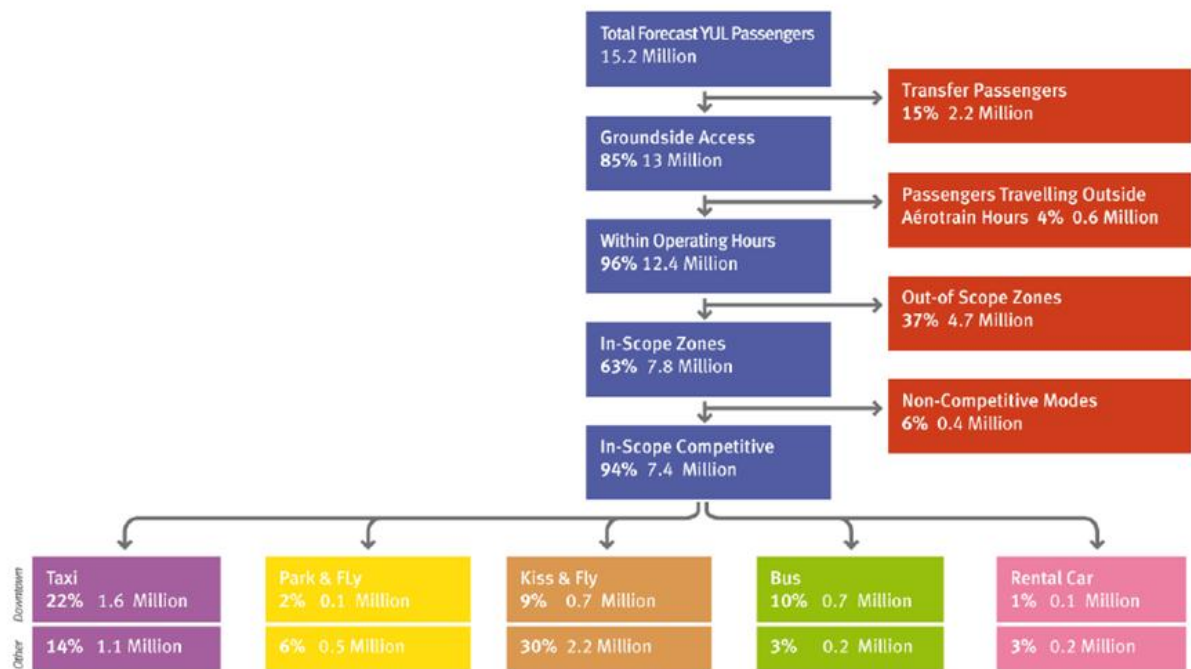 Total Forecast YUL Passengers
15.2 Million
Transfer Passengers
15% 2.2 Million
Groundside Access
85% 13 Million
Passengers Travelling Outside
Aérotrain Hours 4% 0.6 Million
Within Operating Hours
96% 12.4 Million
Out-of Scope Zones
37% 4.7 Million
In-Scope Zones
63% 7.8 Million
Non-Competitive Modes
6% 0.4 Million
In-Scope Competitive
94% 7.4 Million
Downtown
Taxi
22% 1.6 Million
Park & FLy
2% 0.1 Million
Kiss & Fly
9% 0.7 Million
Bus
10% 0.7 Million
Rental Car
1% 0.1 Million
Other
14% 1.1 Million
6% 0.5 Million
30% 2.2 Million
3% 0.2 Million
3% 0.2 Million